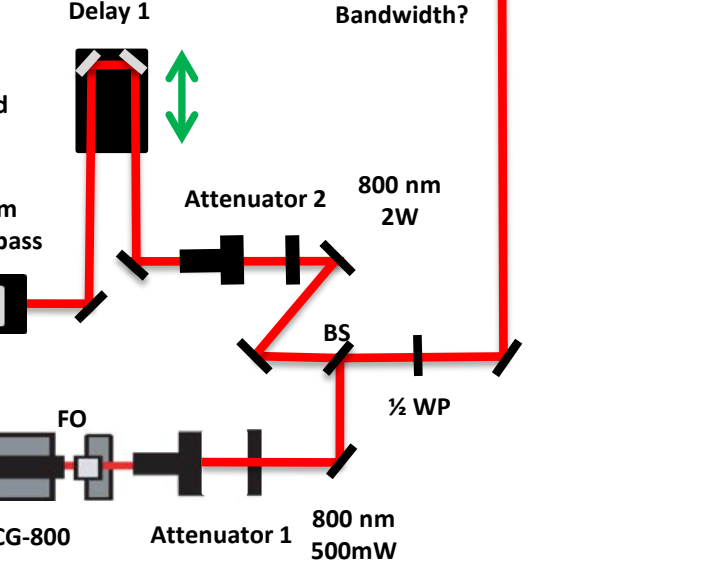 Delay 1
Bandwidth?
d
800 nm
Attenuator 2
2W
m
pass
BS
½ WP
FO
800 nm
CG-800
Attenuator 1
500mW